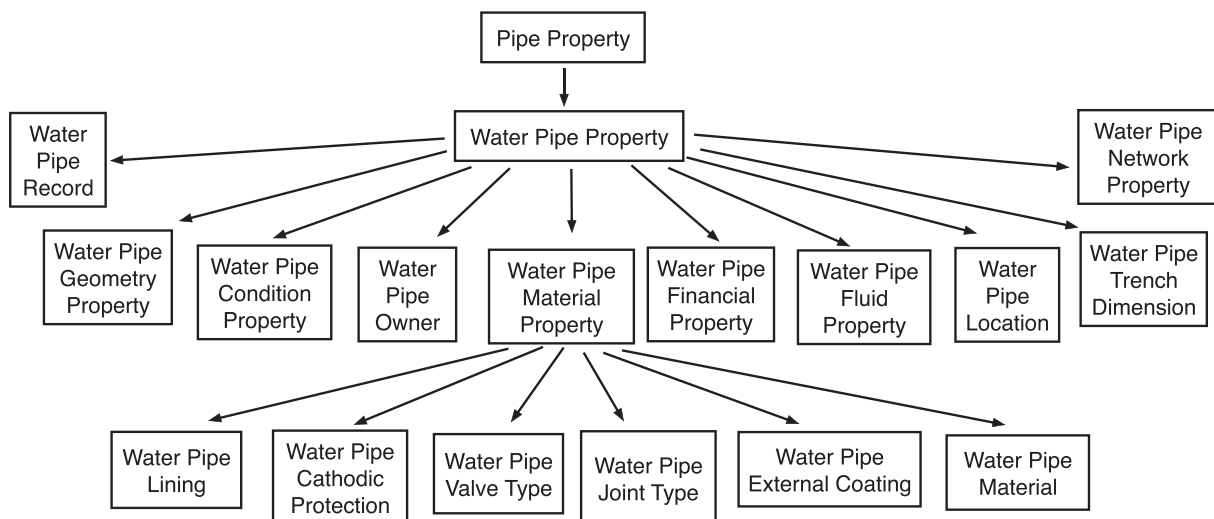 Pipe Property
Water Pipe Property
Water
Pipe
Record
Water Pipe
Network
Property
Water Pipe
Geometry
Property
Water Pipe
Condition
Property
Water
Pipe
Owner
Water Pipe
Material
Property
Water Pipe
Financial
Property
Water Pipe
Fluid
Property
Water
Pipe
Location
Water Pipe
Trench
Dimension
Water Pipe
Lining
Water Pipe
Cathodic
Protection
Water Pipe
Valve Type
Water Pipe
Joint Type
Water Pipe
External Coating
Water Pipe
Material